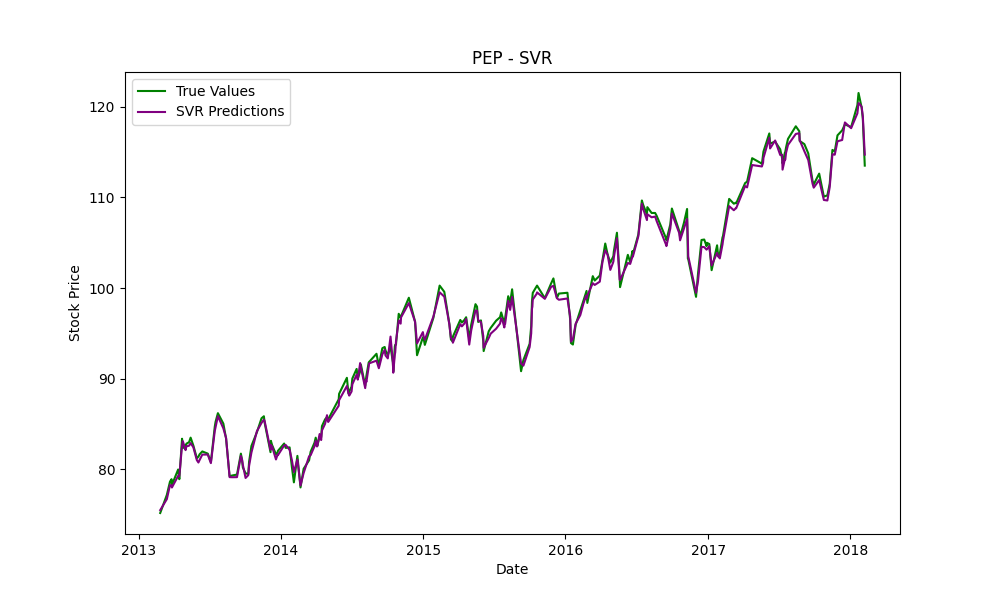 PEP - SVR
True Values
SVR Predictions
Stock Price
120
110
100
90
80
2013
2014
2015
2016
2017
2018
Date